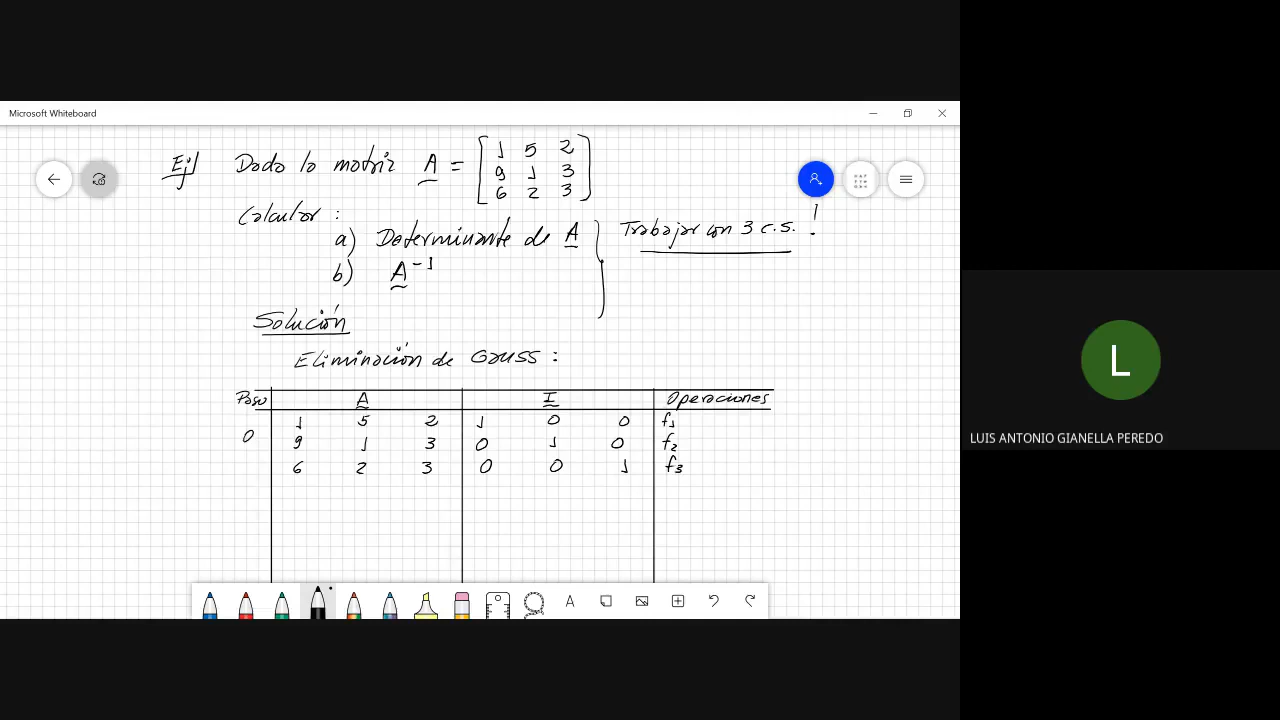 Microsoft Whiteboard
Ej/ Dada la matriz A = [1 5 2
9 1 3
6 2 3]
Calcular:
a) Determinante de A
b) A⁻¹
Trabajar con 3 c.s. !
Solución
Eliminación de Gauss:
Paso A I Operaciones
0 1 5 2 1 0 0 f₁
9 1 3 0 1 0 f₂
6 2 3 0 0 1 f₃
L
LUIS ANTONIO GIANELLA PEREDO